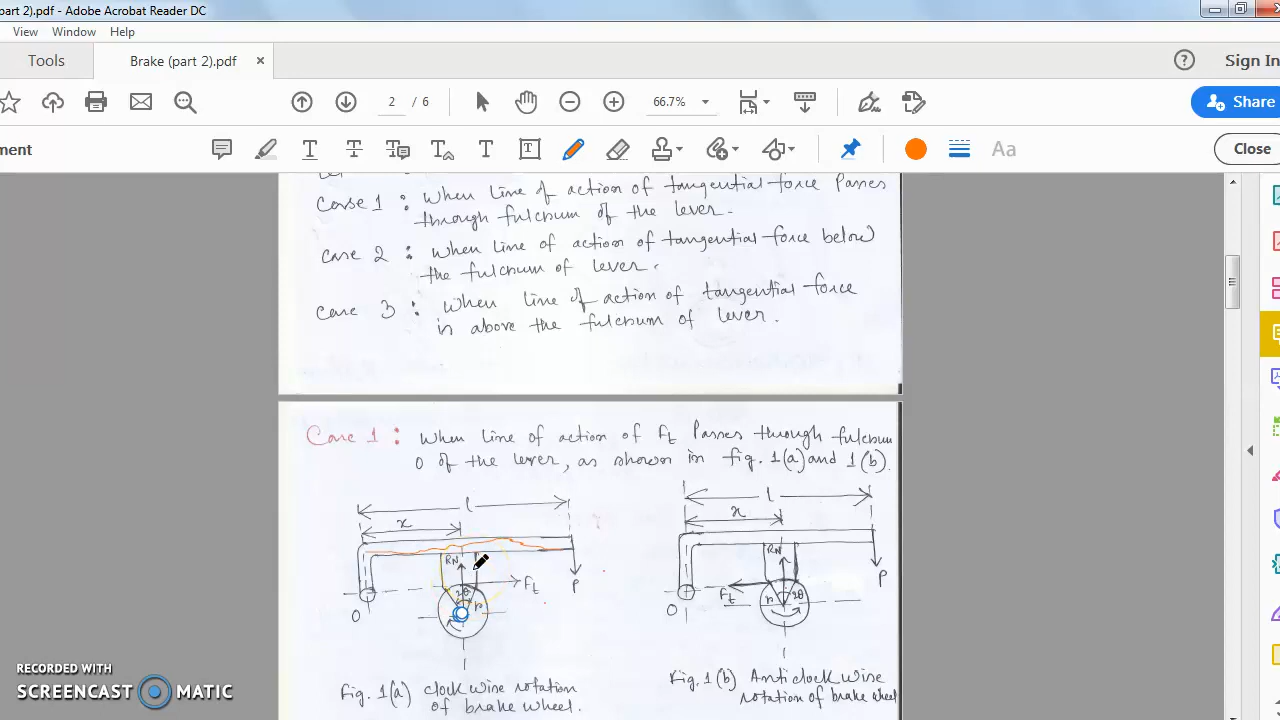 part 2).pdf - Adobe Acrobat Reader DC
View Window Help
Tools Brake (part 2).pdf × Sign In
2 / 6 66.7% Share
ment Aa Close
Case 1 : When line of action of tangential force Passes
through fulcrum of the lever.
Case 2 : When line of action of tangential force below
the fulcrum of lever.
Case 3 : When line of action of tangential force
is above the fulcrum of lever.
Case 1 : When line of action of Ft Passes through fulcrum
O of the lever, as shown in fig. 1(a) and 1(b).
l
x
RN
Ft
P
2θ
r
O
l
x
RN
Ft
P
r
2θ
O
Fig. 1(a) clockwise rotation
of brake wheel.
Fig. 1(b) Anticlockwise
rotation of brake wheel
RECORDED WITH
SCREENCAST MATIC